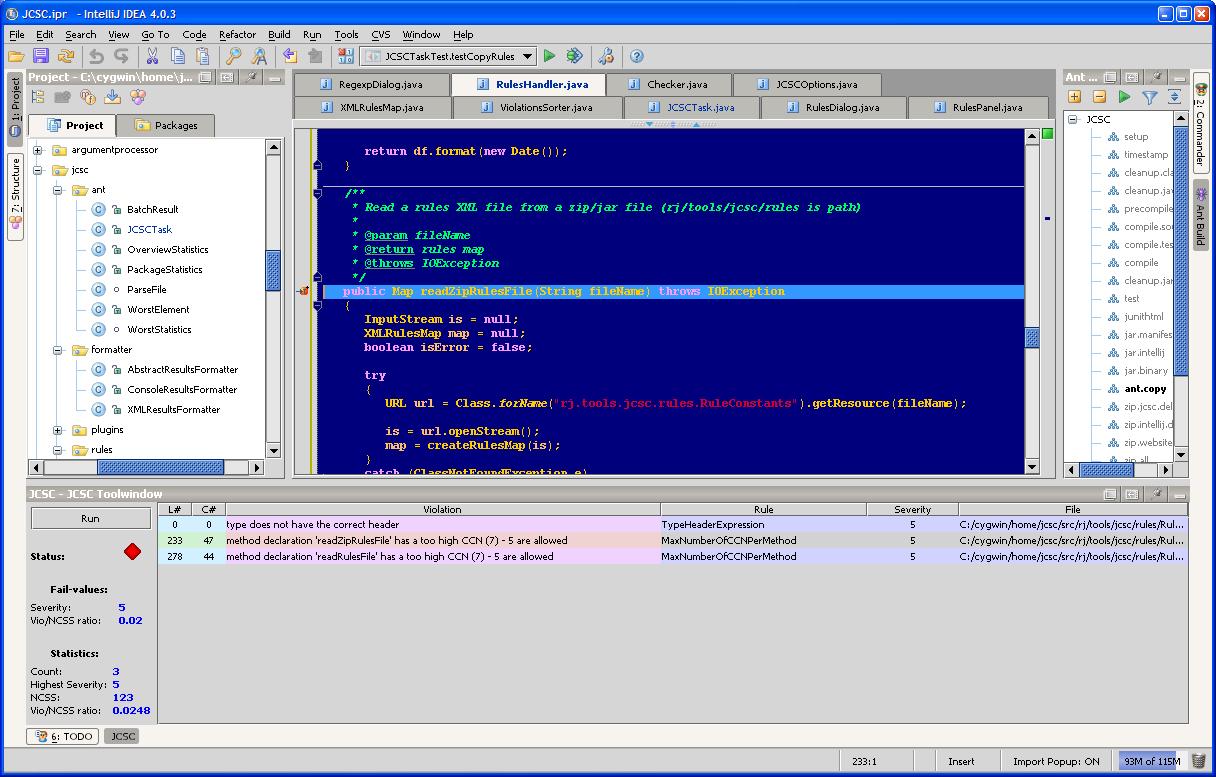 JCSC.ipr - IntelliJ IDEA 4.0.3
File Edit Search View Go To Code Refactor Build Run Tools CVS Window Help
JCSCTaskTest.testCopyRules
Project - C:\cygwin\home\j...
1: Project
7: Structure
Project Packages
argumentprocessor
jcsc
ant
BatchResult
JCSCTask
OverviewStatistics
PackageStatistics
ParseFile
WorstElement
WorstStatistics
formatter
AbstractResultsFormatter
ConsoleResultsFormatter
XMLResultsFormatter
plugins
rules
RegexpDialog.java RulesHandler.java Checker.java JCSCOptions.java
XMLRulesMap.java ViolationsSorter.java JCSCTask.java RulesDialog.java RulesPanel.java
return df.format(new Date());
}
/**
* Read a rules XML file from a zip/jar file (rj/tools/jcsc/rules is path)
*
* @param fileName
* @return rules map
* @throws IOException
*/
public Map readZipRulesFile(String fileName) throws IOException
{
InputStream is = null;
XMLRulesMap map = null;
boolean isError = false;
try
{
URL url = Class.forName("rj.tools.jcsc.rules.RuleConstants").getResource(fileName);
is = url.openStream();
map = createRulesMap(is);
}
catch (ClassNotFoundException e)
Ant ...
JCSC
setup
timestamp
cleanup.cla
cleanup.jav
precompile
compile.sou
compile.tes
compile
cleanup.jar
test
junithtml
jar.manifes
jar.intellij
jar.binary
ant.copy
zip.jcsc.del
zip.intellij.d
zip.website
zip.all
2: Commander
Ant Build
JCSC - JCSC Toolwindow
Run
Status:
Fail-values:
Severity: 5
Vio/NCSS ratio: 0.02
Statistics:
Count: 3
Highest Severity: 5
NCSS: 123
Vio/NCSS ratio: 0.0248
L# C# Violation Rule Severity File
0 0 type does not have the correct header TypeHeaderExpression 5 C:/cygwin/home/jcsc/src/rj/tools/jcsc/rules/Rul...
233 47 method declaration 'readZipRulesFile' has a too high CCN (7) - 5 are allowed MaxNumberOfCCNPerMethod 5 C:/cygwin/home/jcsc/src/rj/tools/jcsc/rules/Rul...
278 44 method declaration 'readRulesFile' has a too high CCN (7) - 5 are allowed MaxNumberOfCCNPerMethod 5 C:/cygwin/home/jcsc/src/rj/tools/jcsc/rules/Rul...
6: TODO JCSC
233:1 Insert Import Popup: ON 93M of 115M